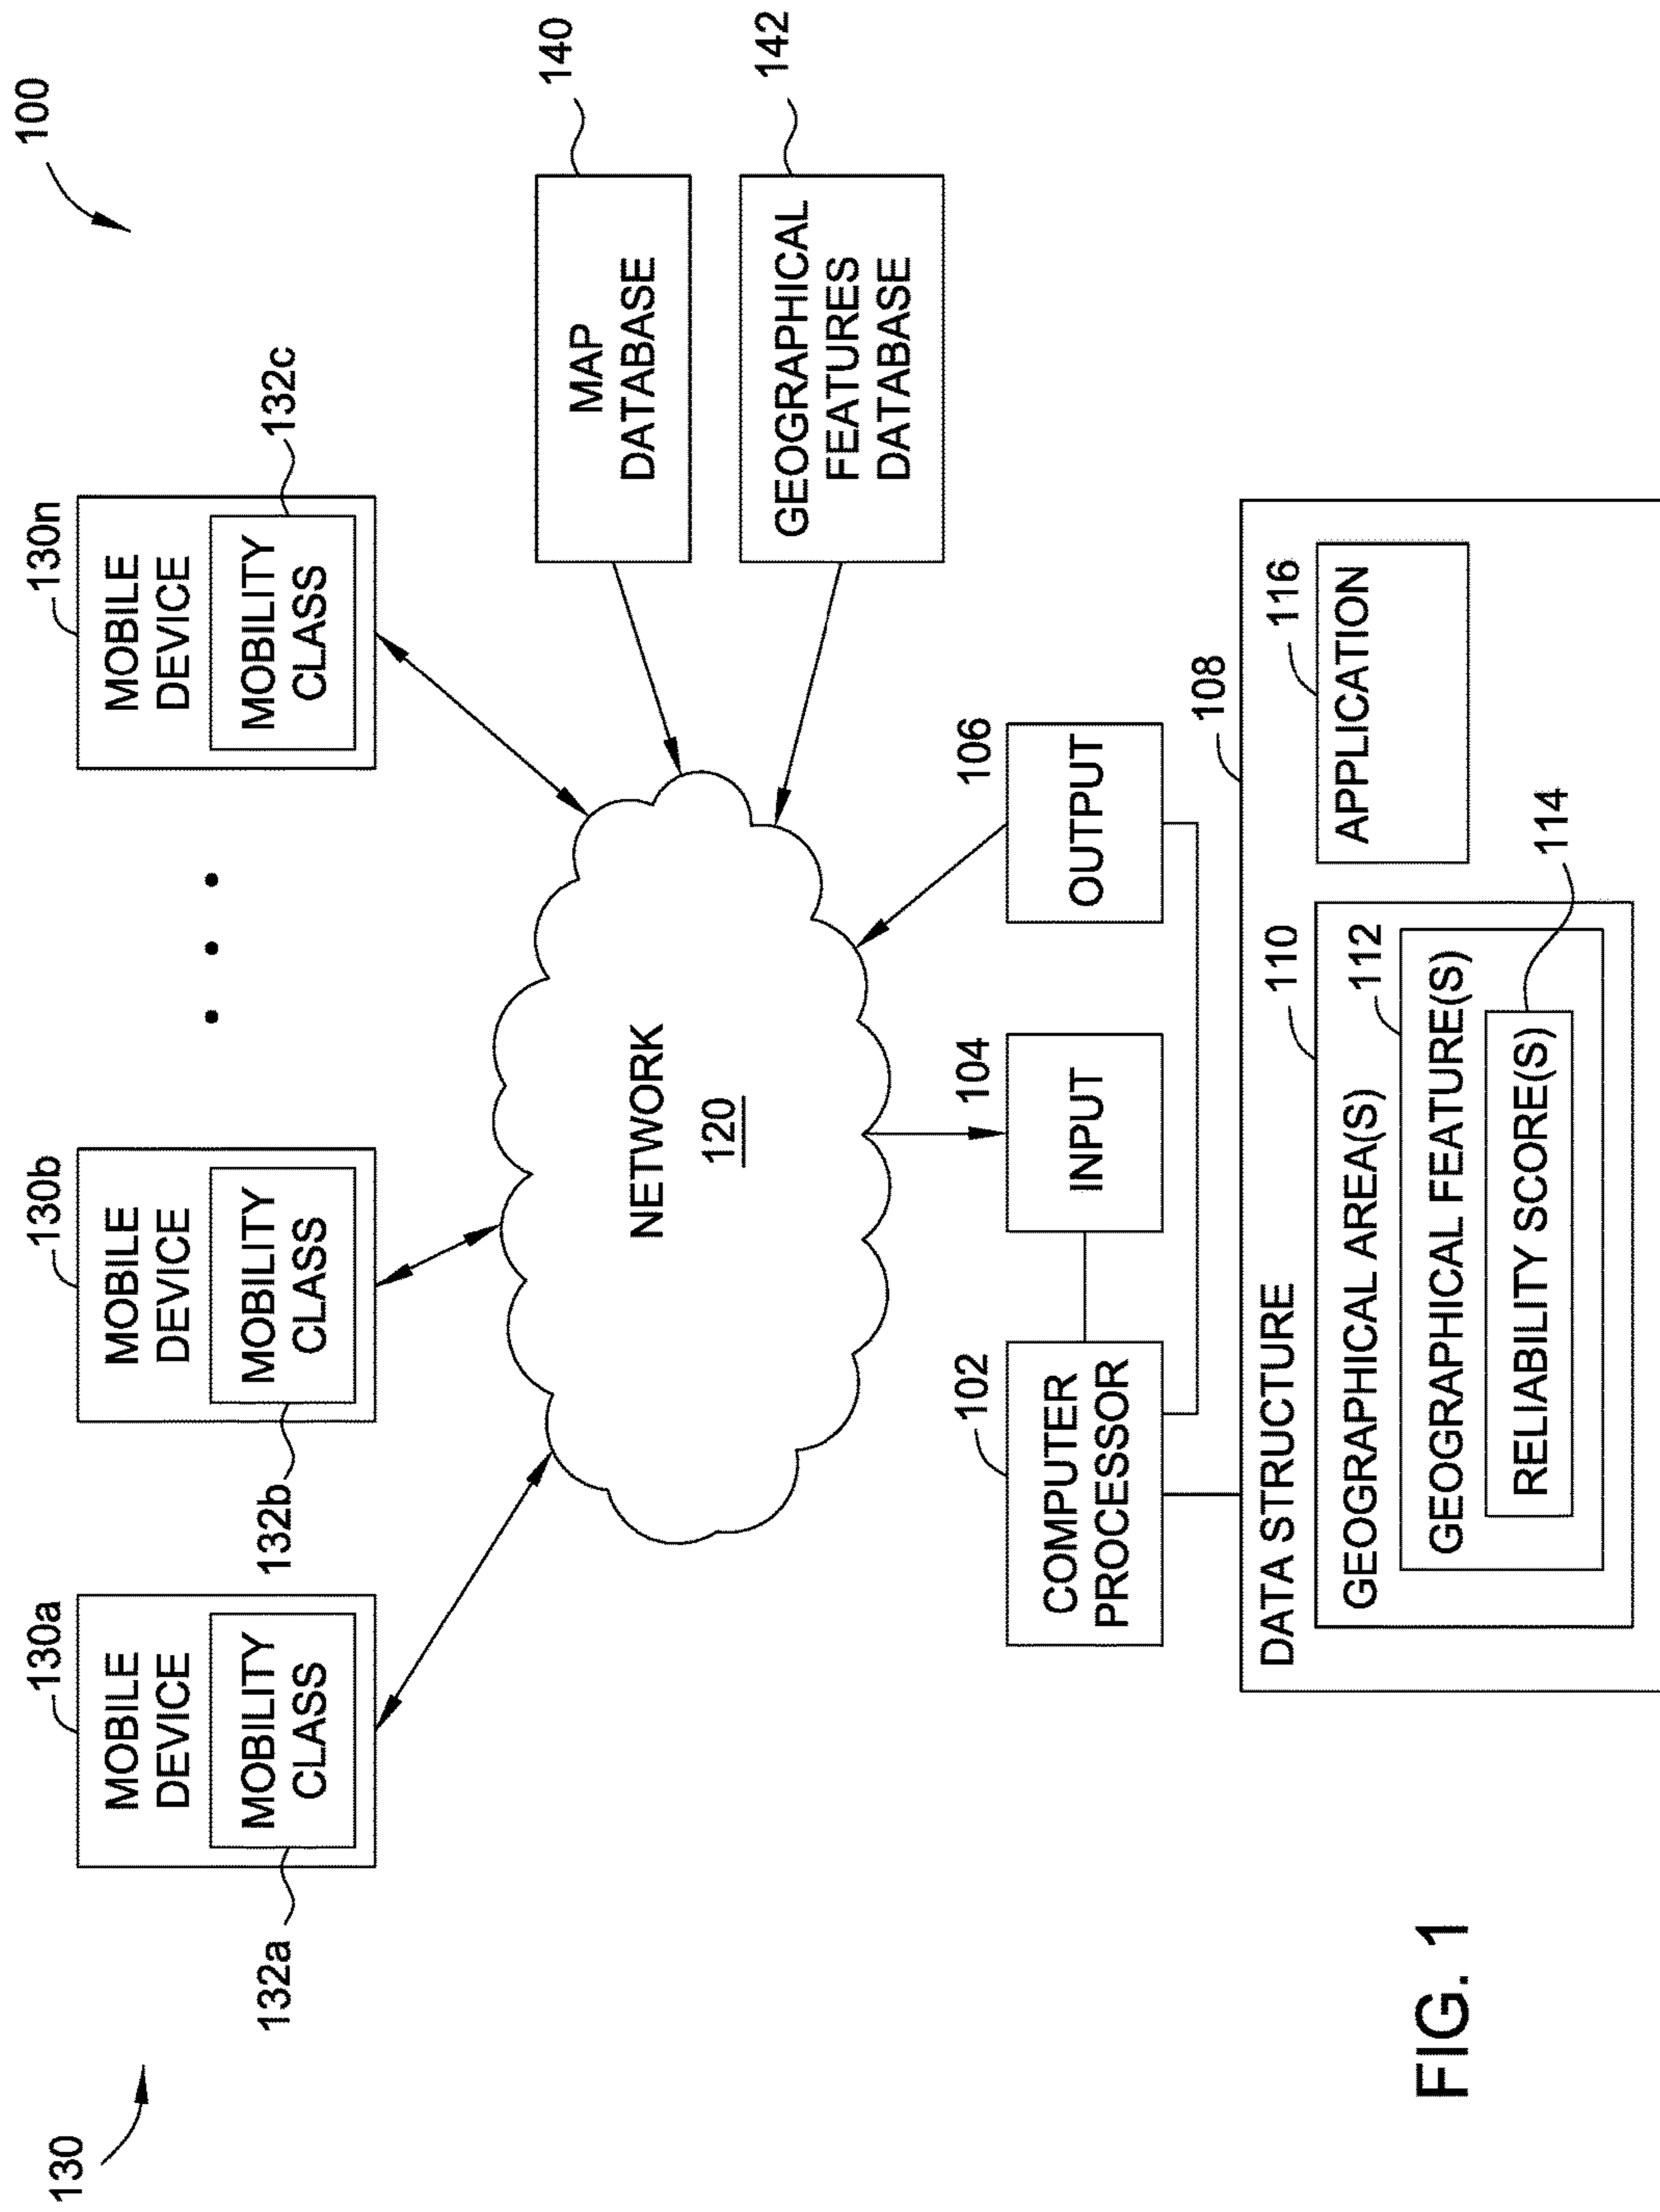 130
100
130a
MOBILE
DEVICE
MOBILITY
CLASS
132a
130b
MOBILE
DEVICE
MOBILITY
CLASS
132b
130n
MOBILE
DEVICE
MOBILITY
CLASS
132c
MAP
DATABASE
140
GEOGRAPHICAL
FEATURES
DATABASE
142
NETWORK
120
102
COMPUTER
PROCESSOR
104
INPUT
106
OUTPUT
108
DATA STRUCTURE
110
GEOGRAPHICAL AREA(S)
112
GEOGRAPHICAL FEATURE(S)
RELIABILITY SCORE(S)
114
116
APPLICATION
FIG. 1